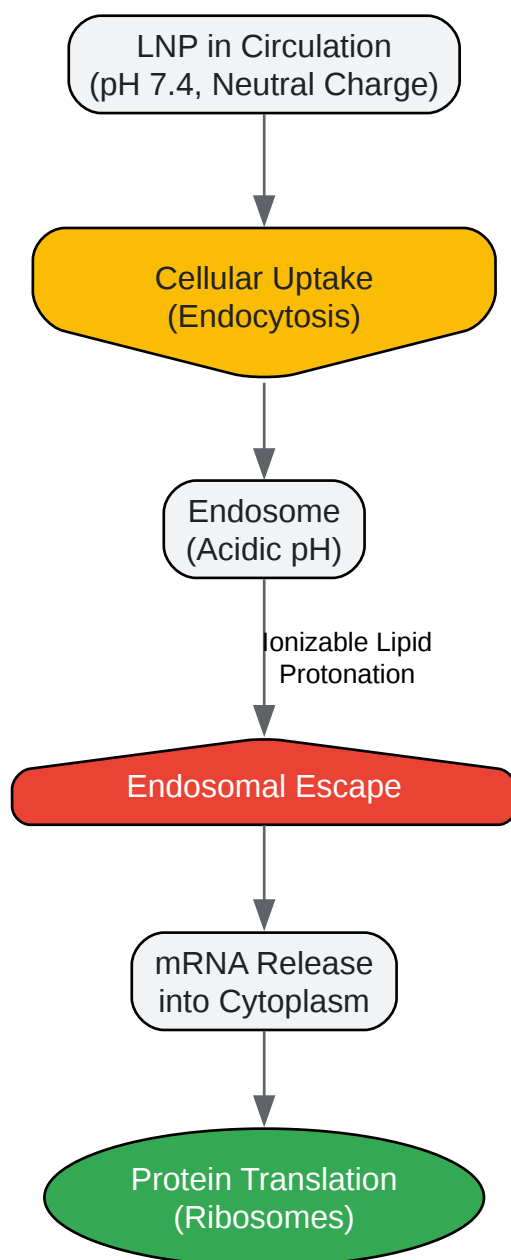 LNP in Circulation
(pH 7.4, Neutral Charge)
Cellular Uptake
(Endocytosis)
Endosome
(Acidic pH)
Ionizable Lipid
Protonation
Endosomal Escape
mRNA Release
into Cytoplasm
Protein Translation
(Ribosomes)